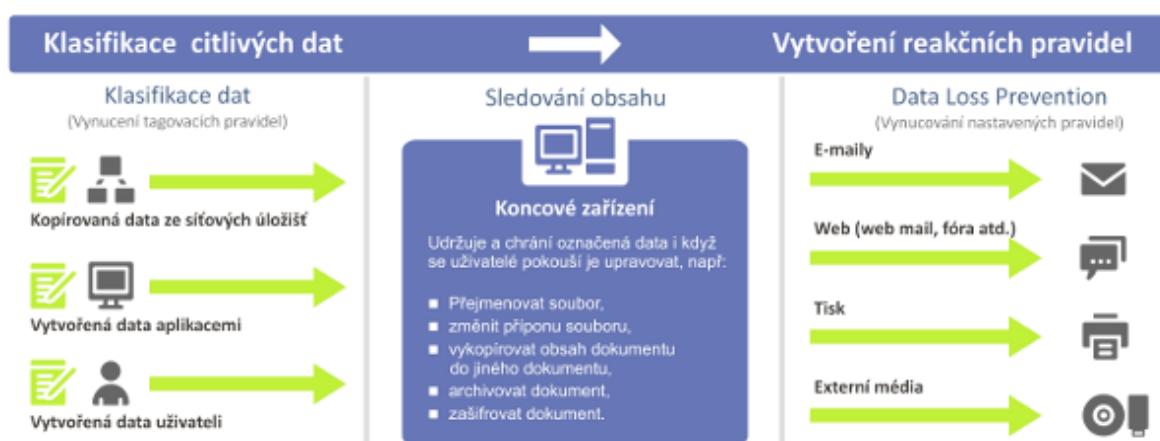 Klasifikace citlivých dat
Vytvoření reakčních pravidel
Klasifikace dat
(Vynucení tagovacích pravidel)
Kopírovaná data ze síťových úložišť
Vytvořená data aplikacemi
Vytvořená data uživateli
Sledování obsahu
Koncové zařízení
Udržuje a chrání označená data i když
se uživatelé pokouší je upravovat, např:
Přejmenovat soubor,
změnit příponu souboru,
vykopírovat obsah dokumentu
do jiného dokumentu,
archivovat dokument,
zašifrovat dokument.
Data Loss Prevention
(Vynucování nastavených pravidel)
E-maily
Web (web mail, fóra atd.)
Tisk
Externí média